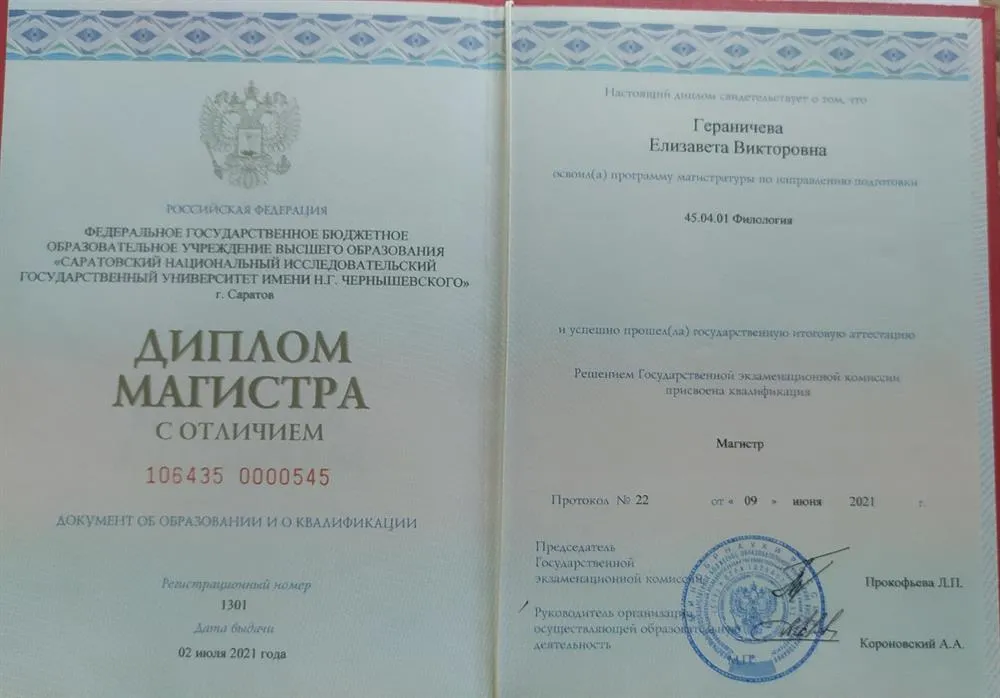 РОССИЙСКАЯ ФЕДЕРАЦИЯ
ФЕДЕРАЛЬНОЕ ГОСУДАРСТВЕННОЕ БЮДЖЕТНОЕ
ОБРАЗОВАТЕЛЬНОЕ УЧРЕЖДЕНИЕ ВЫСШЕГО ОБРАЗОВАНИЯ
«САРАТОВСКИЙ НАЦИОНАЛЬНЫЙ ИССЛЕДОВАТЕЛЬСКИЙ
ГОСУДАРСТВЕННЫЙ УНИВЕРСИТЕТ ИМЕНИ Н.Г. ЧЕРНЫШЕВСКОГО»
г. Саратов
ДИПЛОМ
МАГИСТРА
С ОТЛИЧИЕМ
106435 0000545
ДОКУМЕНТ ОБ ОБРАЗОВАНИИ И О КВАЛИФИКАЦИИ
Регистрационный номер
1301
Дата выдачи
02 июля 2021 года
Настоящий диплом свидетельствует о том, что
Гераничева
Елизавета Викторовна
освоил(а) программу магистратуры по направлению подготовки
45.04.01 Филология
и успешно прошел(ла) государственную итоговую аттестацию
Решением Государственной экзаменационной комиссии
присвоена квалификация
Магистр
Протокол № 22 от « 09 » июня 2021 г.
Председатель
Государственной
экзаменационной комиссии
Прокофьева Л.П.
Руководитель организации,
осуществляющей образовательную
деятельность
Короновский А.А.
М.П.